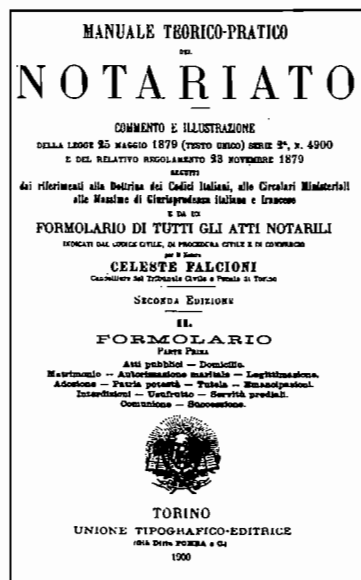 MANUALE TEORICO-PRATICO
DEL
NOTARIATO
COMMENTO E ILLUSTRAZIONE
DELLA LEGGE 25 MAGGIO 1879 (TESTO UNICO) SERIE 2ª, N. 4900
E DEL RELATIVO REGOLAMENTO 23 NOVEMBRE 1879
SEGUITI
dai riferimenti alla Dottrina dei Codici Italiani, alle Circolari Ministeriali
alle Massime di Giurisprudenza italiana e francese
E DA UN
FORMOLARIO DI TUTTI GLI ATTI NOTARILI
INDICATI DAL CODICE CIVILE, DI PROCEDURA CIVILE E DI COMMERCIO
CELESTE FALCIONI
Cancelliere del Tribunale Civile e Penale di Torino
SECONDA EDIZIONE
II.
FORMOLARIO
PARTE PRIMA
Atti pubblici — Domicilio.
Matrimonio — Autorizzazione maritale — Legittimazione.
Adozione — Patria potestà — Tutela — Emancipazioni.
Interdizioni — Usufrutto — Servitù prediali.
Comunione — Successione.
TORINO
UNIONE TIPOGRAFICO-EDITRICE
(Già Ditta POMBA e C.)
1900